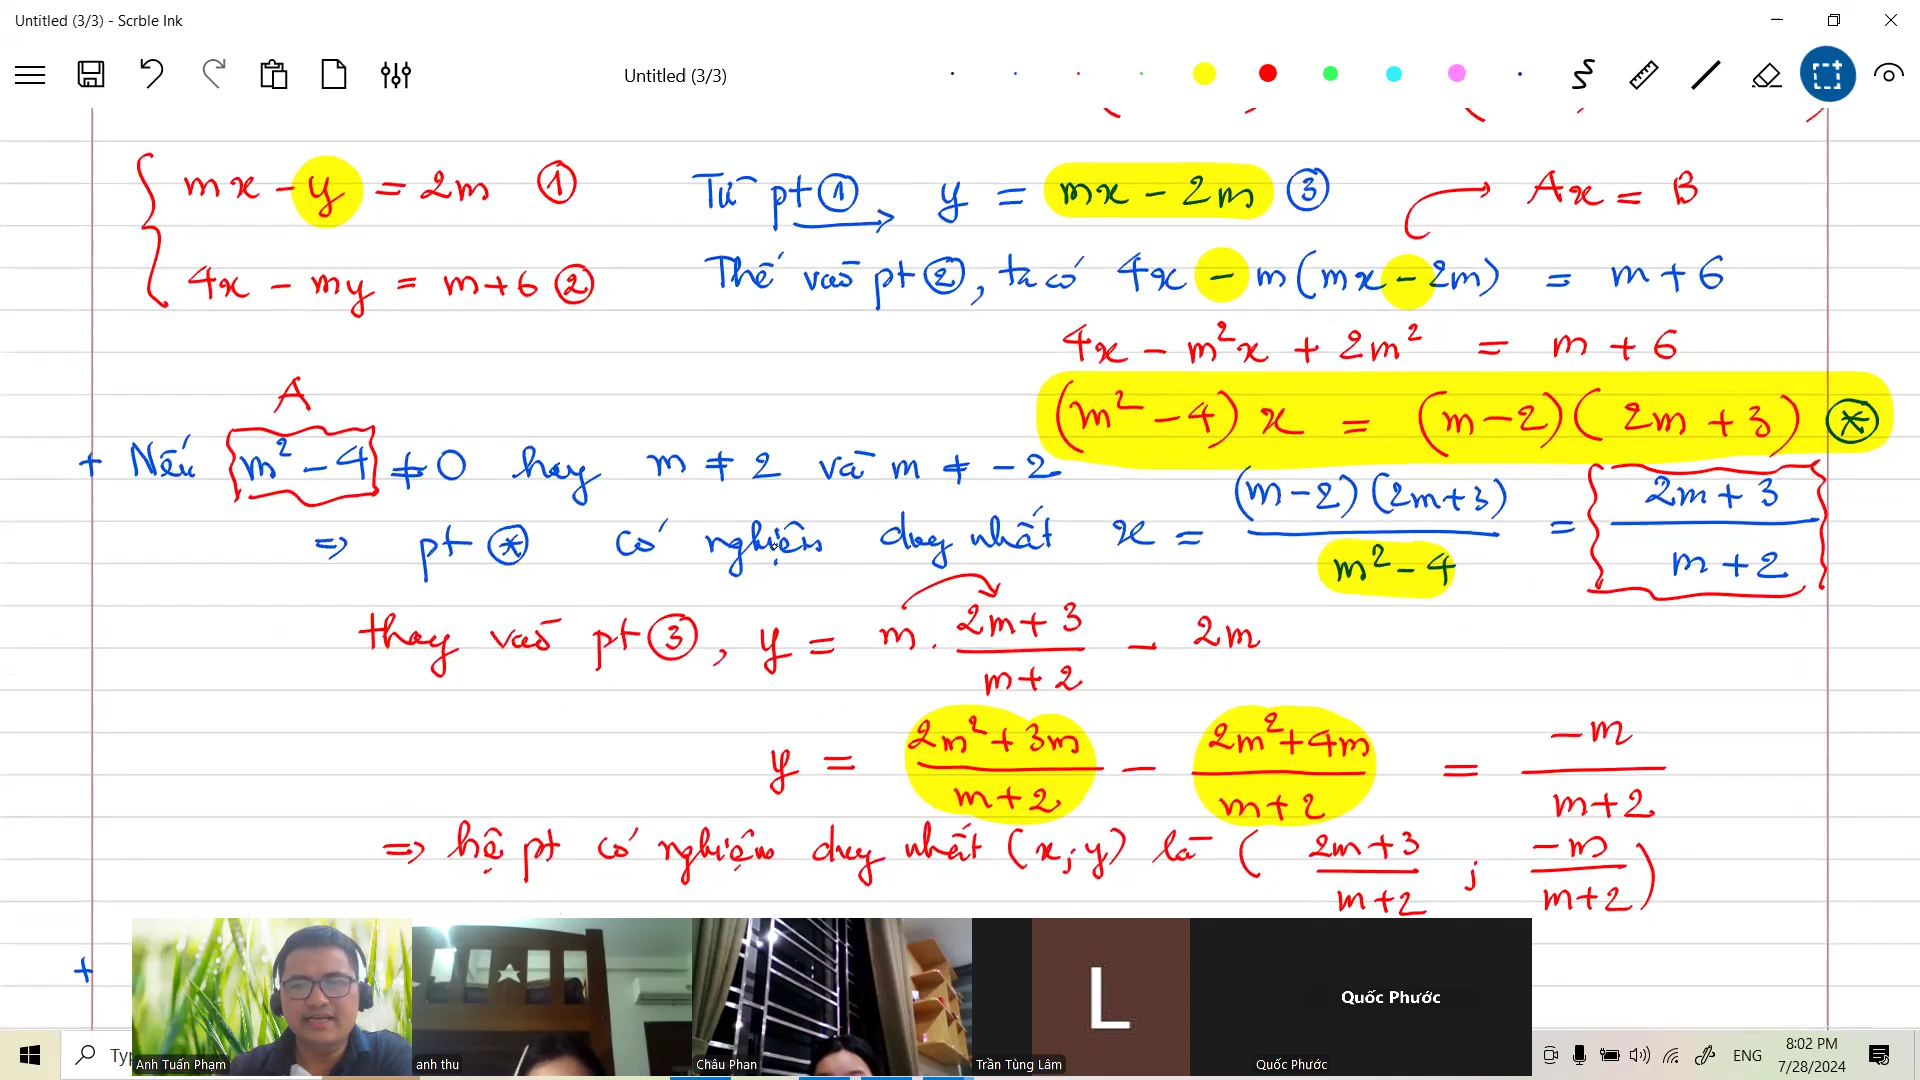 Untitled (3/3) - Scrble Ink
Untitled (3/3)
mx - y = 2m ①
4x - my = m+6 ②
Từ pt ① y = mx - 2m ③
Ax = B
Thế vào pt ②, ta có 4x - m(mx - 2m) = m + 6
4x - m²x + 2m² = m + 6
(m² - 4) x = (m-2)(2m + 3) ⊛
A
+ Nếu m² - 4 ≠ 0 hay m ≠ 2 và m ≠ -2
⇒ pt ⊛ có nghiệm duy nhất x = (m-2)(2m+3) / m² - 4 = 2m + 3 / m + 2
thay vào pt ③, y = m . 2m + 3 / m + 2 - 2m
y = 2m² + 3m / m + 2 - 2m² + 4m / m + 2 = -m / m + 2
⇒ hệ pt có nghiệm duy nhất (x; y) là ( 2m + 3 / m + 2 ; -m / m + 2 )
+
L
Quốc Phước
Anh Tuấn Phạm
anh thu
Châu Phan
Trần Tùng Lâm
Quốc Phước
Typ
ENG
8:02 PM
7/28/2024